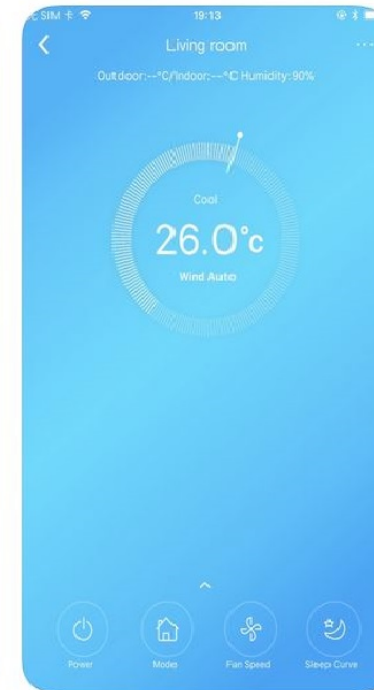 SIM 19:13
Living room
Outdoor:--°C/Indoor:--°C Humidity:90%
Cool
26.0°c
Wind Auto
Power Modes Fan Speed Sleep Curve